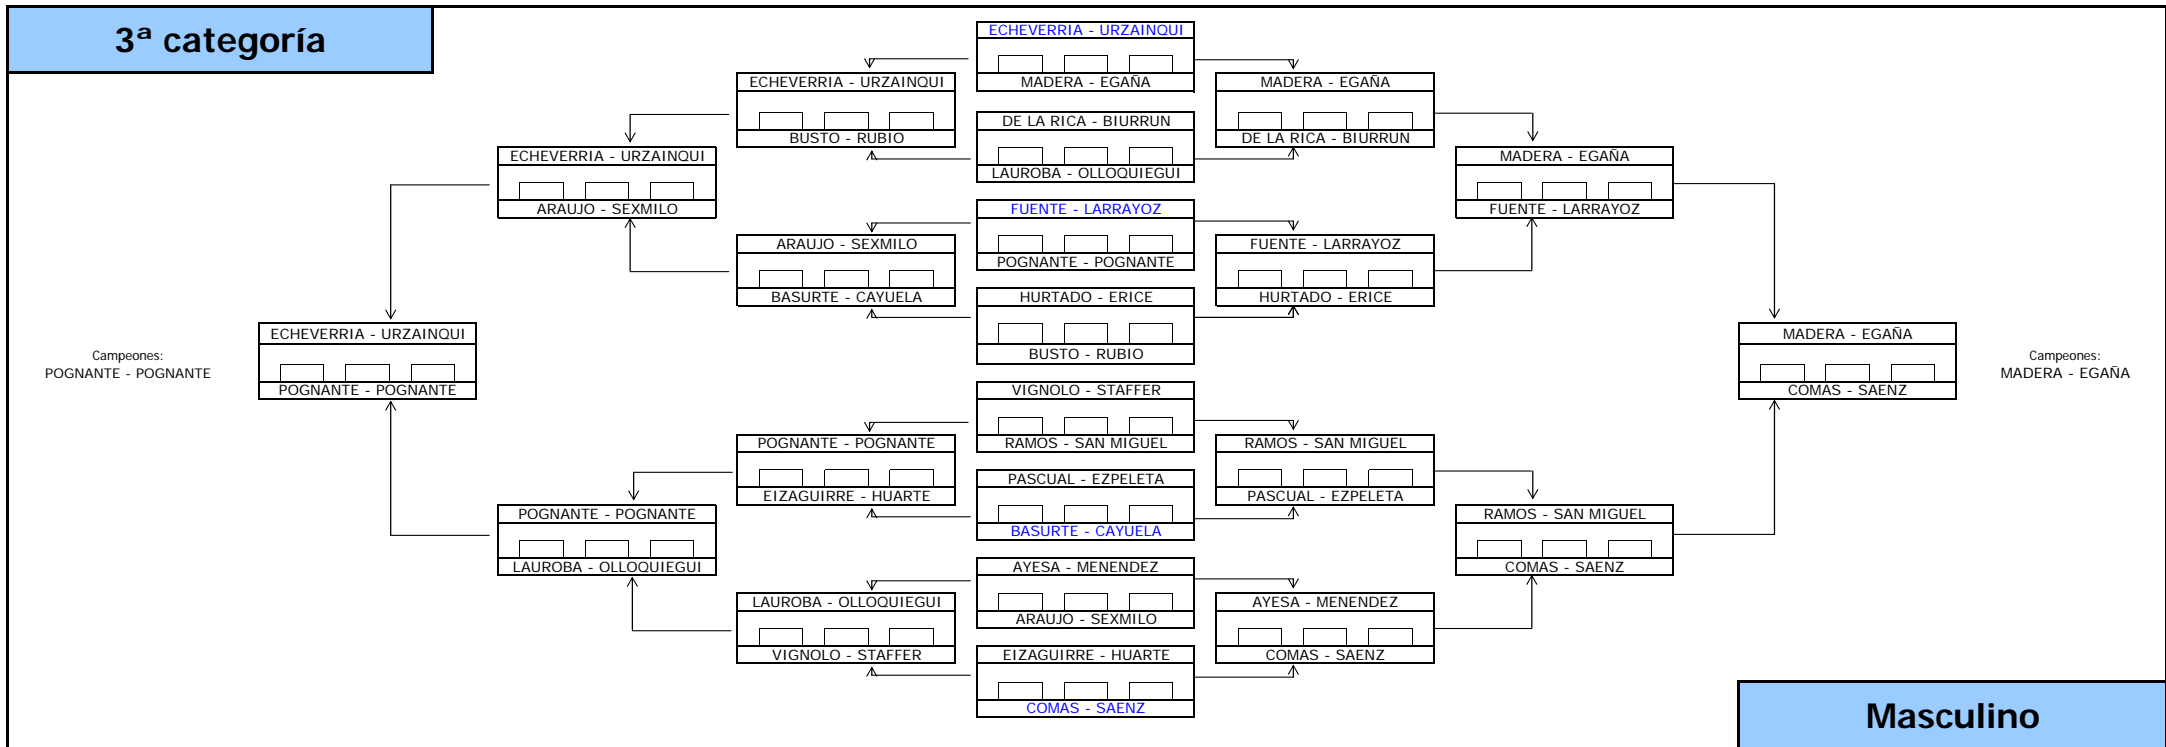 3ª categoría
ECHEVERRIA - URZAINQUI
MADERA - EGAÑA
DE LA RICA - BIURRUN
LAUROBA - OLLOQUIEGUI
FUENTE - LARRAYOZ
POGNANTE - POGNANTE
HURTADO - ERICE
BUSTO - RUBIO
VIGNOLO - STAFFER
RAMOS - SAN MIGUEL
PASCUAL - EZPELETA
BASURTE - CAYUELA
AYESA - MENENDEZ
ARAUJO - SEXMILO
EIZAGUIRRE - HUARTE
COMAS - SAENZ
ECHEVERRIA - URZAINQUI
BUSTO - RUBIO
ARAUJO - SEXMILO
BASURTE - CAYUELA
POGNANTE - POGNANTE
EIZAGUIRRE - HUARTE
LAUROBA - OLLOQUIEGUI
VIGNOLO - STAFFER
ECHEVERRIA - URZAINQUI
ARAUJO - SEXMILO
POGNANTE - POGNANTE
LAUROBA - OLLOQUIEGUI
ECHEVERRIA - URZAINQUI
POGNANTE - POGNANTE
Campeones:
POGNANTE - POGNANTE
MADERA - EGAÑA
DE LA RICA - BIURRUN
FUENTE - LARRAYOZ
HURTADO - ERICE
RAMOS - SAN MIGUEL
PASCUAL - EZPELETA
AYESA - MENENDEZ
COMAS - SAENZ
MADERA - EGAÑA
FUENTE - LARRAYOZ
RAMOS - SAN MIGUEL
COMAS - SAENZ
MADERA - EGAÑA
COMAS - SAENZ
Campeones:
MADERA - EGAÑA
Masculino